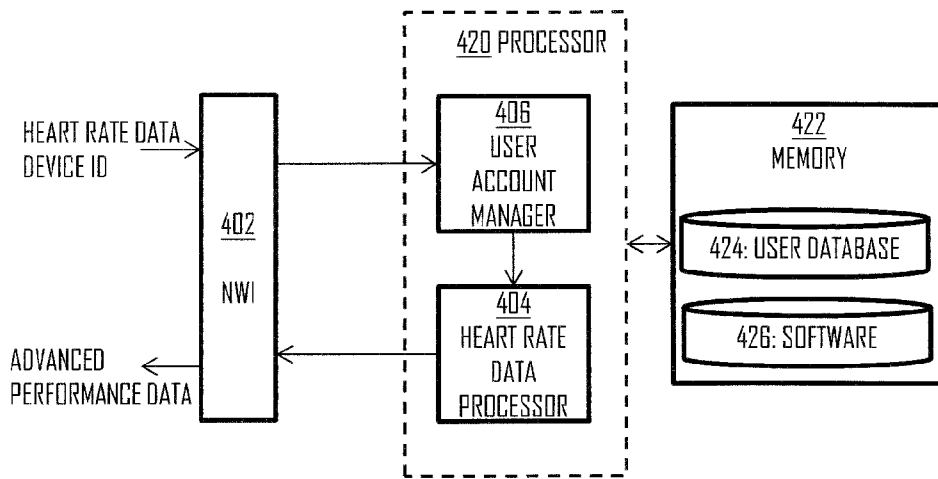 420 PROCESSOR
HEART RATE DATA
DEVICE ID
402
NWI
ADVANCED
PERFORMANCE DATA
406
USER
ACCOUNT
MANAGER
404
HEART RATE
DATA
PROCESSOR
422
MEMORY
424: USER DATABASE
426: SOFTWARE